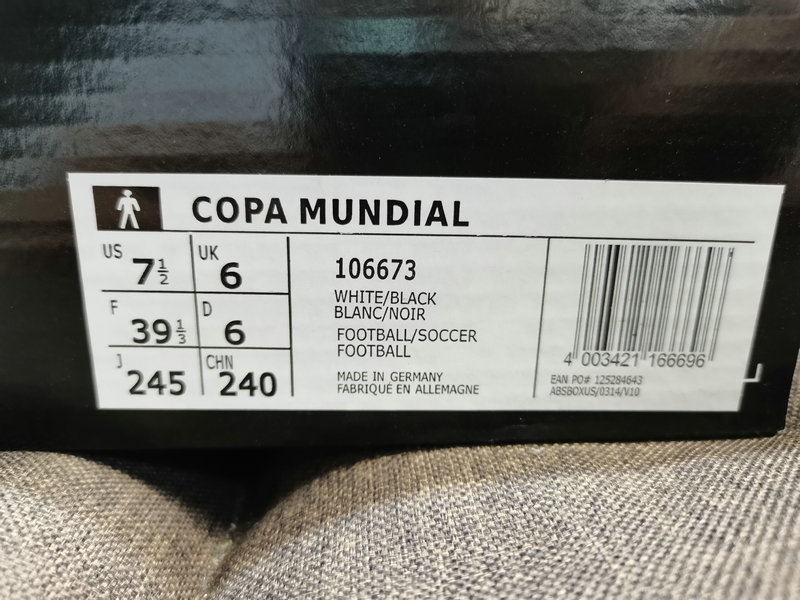 COPA MUNDIAL
US 7½ UK 6
F 39⅓ D 6
J 245 CHN 240
106673
WHITE/BLACK
BLANC/NOIR
FOOTBALL/SOCCER
FOOTBALL
MADE IN GERMANY
FABRIQUÉ EN ALLEMAGNE
4 003421 166696
EAN PO# 125284643
ABSBOXUS/0314/V10